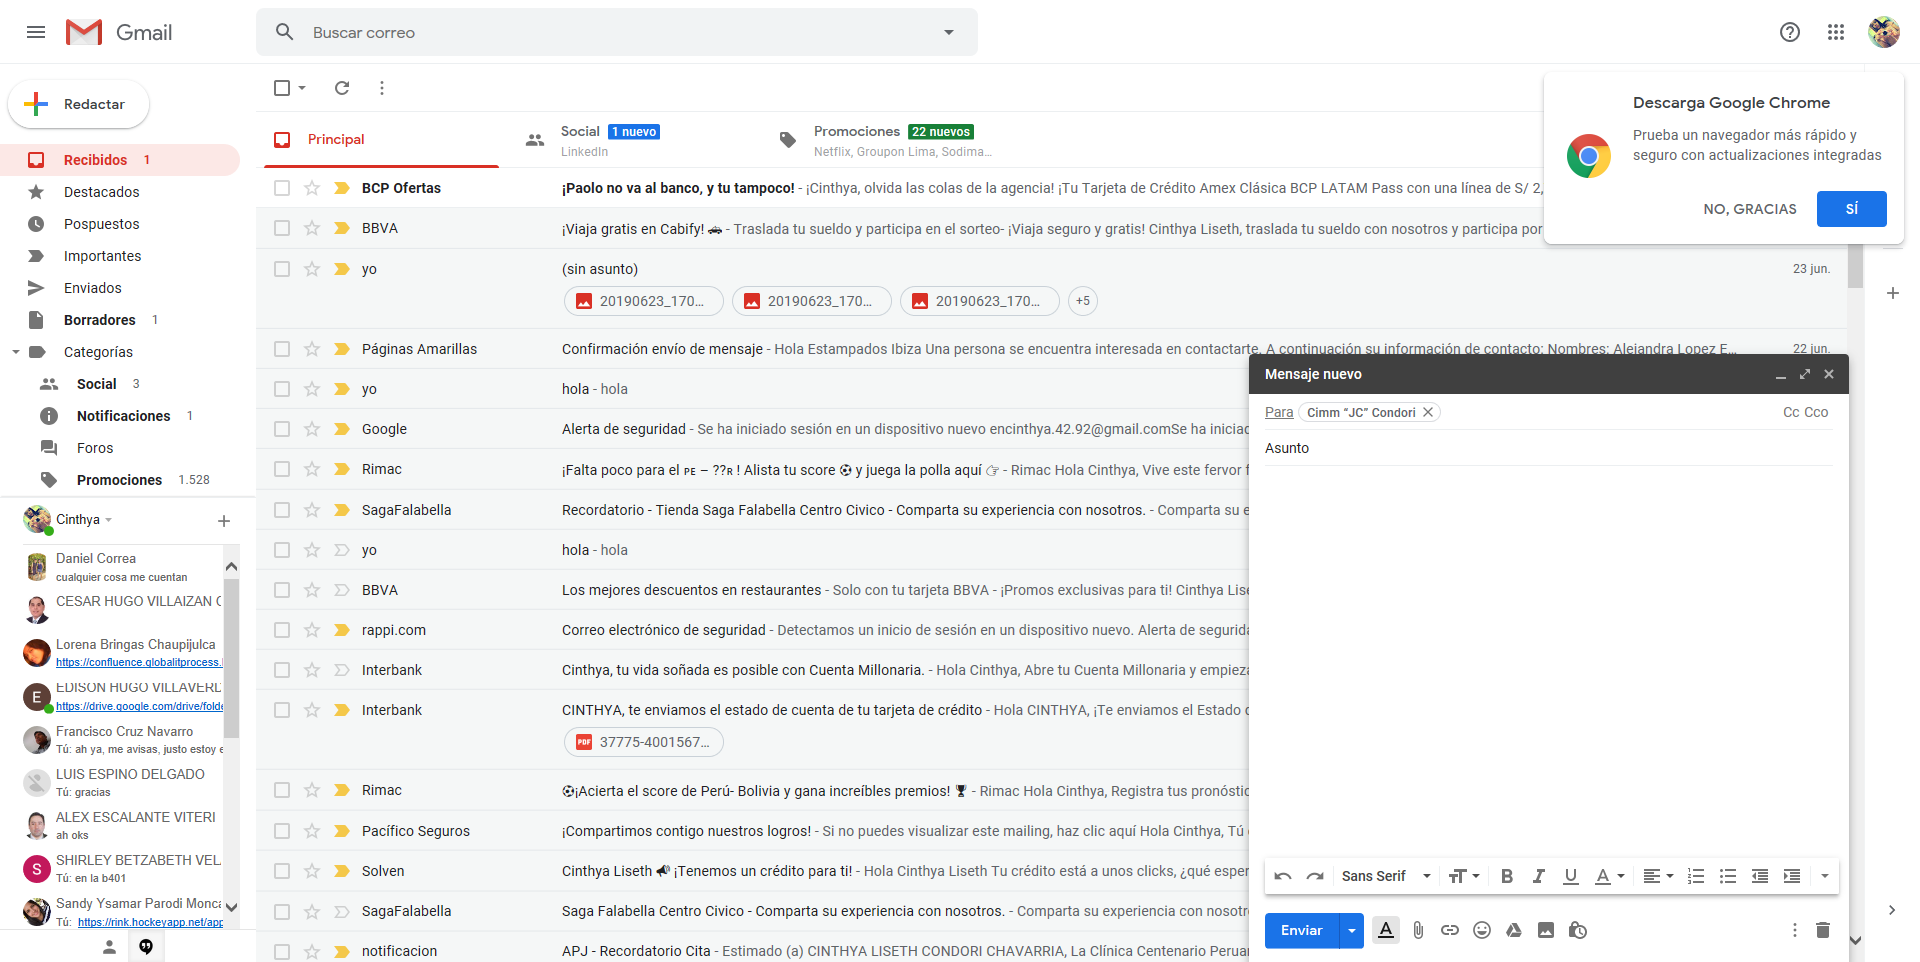 Gmail
Buscar correo
Redactar
Recibidos 1
Destacados
Pospuestos
Importantes
Enviados
Borradores 1
Categorías
Social 3
Notificaciones 1
Foros
Promociones 1.528
Cinthya
Daniel Correa
cualquier cosa me cuentan
CESAR HUGO VILLAIZAN
Lorena Bringas Chaupijulca
https://confluence.globalitprocess.
EDISON HUGO VILLAVERD
E
https://drive.google.com/drive/folde
Francisco Cruz Navarro
Tú: ah ya, me avisas, justo estoy e
LUIS ESPINO DELGADO
Tú: gracias
ALEX ESCALANTE VITERI
ah oks
SHIRLEY BETZABETH VEL
S
Tú: en la b401
Sandy Ysamar Parodi Monca
Tú: https://rink.hockeyapp.net/app
Principal
Social 1 nuevo
LinkedIn
Promociones 22 nuevos
Netflix, Groupon Lima, Sodima...
BCP Ofertas ¡Paolo no va al banco, y tu tampoco! - ¡Cinthya, olvida las colas de la agencia! ¡Tu Tarjeta de Crédito Amex Clásica BCP LATAM Pass con una línea de S/ 2,
BBVA ¡Viaja gratis en Cabify! 🚗 - Traslada tu sueldo y participa en el sorteo- ¡Viaja seguro y gratis! Cinthya Liseth, traslada tu sueldo con nosotros y participa por
yo (sin asunto) 23 jun.
20190623_170... 20190623_170... 20190623_170... +5
Páginas Amarillas Confirmación envío de mensaje - Hola Estampados Ibiza Una persona se encuentra interesada en contactarte. A continuación su información de contacto: Nombres: Alejandra Lopez E... 22 jun.
yo hola - hola
Google Alerta de seguridad - Se ha iniciado sesión en un dispositivo nuevo encinthya.42.92@gmail.comSe ha inicia
Rimac ¡Falta poco para el ᴘᴇ – ??ʀ ! Alista tu score ⚽ y juega la polla aquí 👉 - Rimac Hola Cinthya, Vive este fervor f
SagaFalabella Recordatorio - Tienda Saga Falabella Centro Civico - Comparta su experiencia con nosotros. - Comparta su e
yo hola - hola
BBVA Los mejores descuentos en restaurantes - Solo con tu tarjeta BBVA - ¡Promos exclusivas para ti! Cinthya Lise
rappi.com Correo electrónico de seguridad - Detectamos un inicio de sesión en un dispositivo nuevo. Alerta de segurida
Interbank Cinthya, tu vida soñada es posible con Cuenta Millonaria. - Hola Cinthya, Abre tu Cuenta Millonaria y empieza
Interbank CINTHYA, te enviamos el estado de cuenta de tu tarjeta de crédito - Hola CINTHYA, ¡Te enviamos el Estado
PDF 37775-4001567...
Rimac ⚽¡Acierta el score de Perú- Bolivia y gana increíbles premios! 🏆 - Rimac Hola Cinthya, Registra tus pronóstic
Pacífico Seguros ¡Compartimos contigo nuestros logros! - Si no puedes visualizar este mailing, haz clic aquí Hola Cinthya, Tú
Solven Cinthya Liseth 📣 ¡Tenemos un crédito para ti! - Hola Cinthya Liseth Tu crédito está a unos clicks, ¿qué esper
SagaFalabella Saga Falabella Centro Civico - Comparta su experiencia con nosotros. - Comparta su experiencia con nosotr
notificacion APJ - Recordatorio Cita - Estimado (a) CINTHYA LISETH CONDORI CHAVARRIA, La Clínica Centenario Perua
Descarga Google Chrome
Prueba un navegador más rápido y
seguro con actualizaciones integradas
NO, GRACIAS SÍ
Mensaje nuevo
Para Cimm “JC” Condori Cc Cco
Asunto
Sans Serif
Enviar